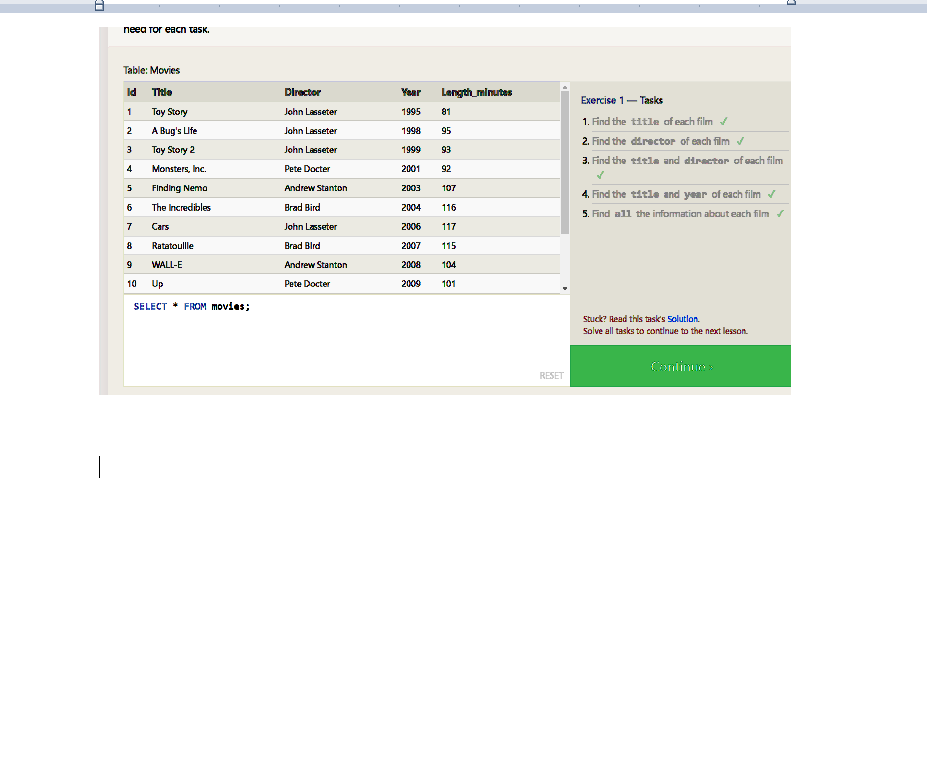 need for each task.
Table: Movies
Id Title Director Year Length_minutes
1 Toy Story John Lasseter 1995 81
2 A Bug's Life John Lasseter 1998 95
3 Toy Story 2 John Lasseter 1999 93
4 Monsters, Inc. Pete Docter 2001 92
5 Finding Nemo Andrew Stanton 2003 107
6 The Incredibles Brad Bird 2004 116
7 Cars John Lasseter 2006 117
8 Ratatouille Brad Bird 2007 115
9 WALL-E Andrew Stanton 2008 104
10 Up Pete Docter 2009 101
SELECT * FROM movies;
RESET
Exercise 1 — Tasks
1. Find the title of each film ✓
2. Find the director of each film ✓
3. Find the title and director of each film
✓
4. Find the title and year of each film ✓
5. Find all the information about each film ✓
Stuck? Read this task's Solution.
Solve all tasks to continue to the next lesson.
Continue ›